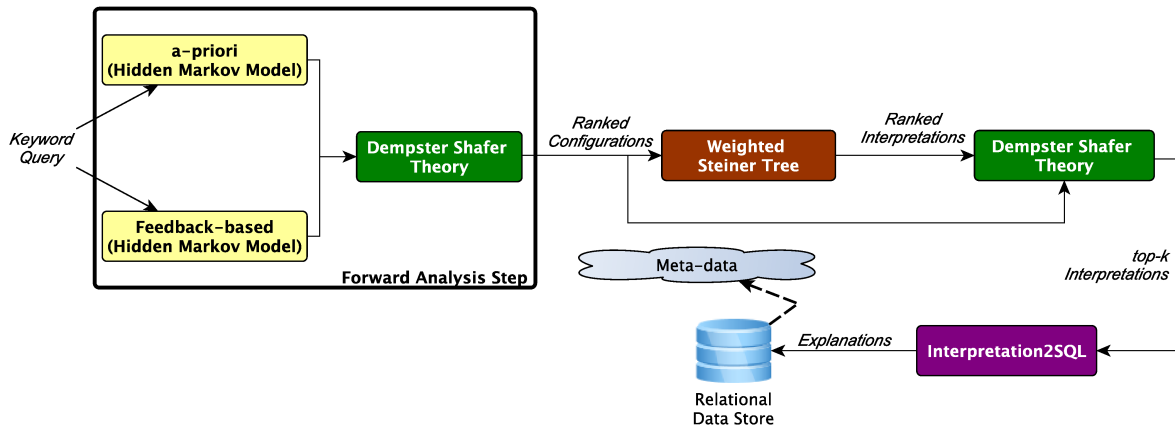 a-priori
(Hidden Markov Model)
Keyword
Query
Feedback-based
(Hidden Markov Model)
Dempster Shafer
Theory
Forward Analysis Step
Ranked
Configurations
Weighted
Steiner Tree
Ranked
Interpretations
Dempster Shafer
Theory
top-k
Interpretations
Meta-data
Interpretation2SQL
Explanations
Relational
Data Store